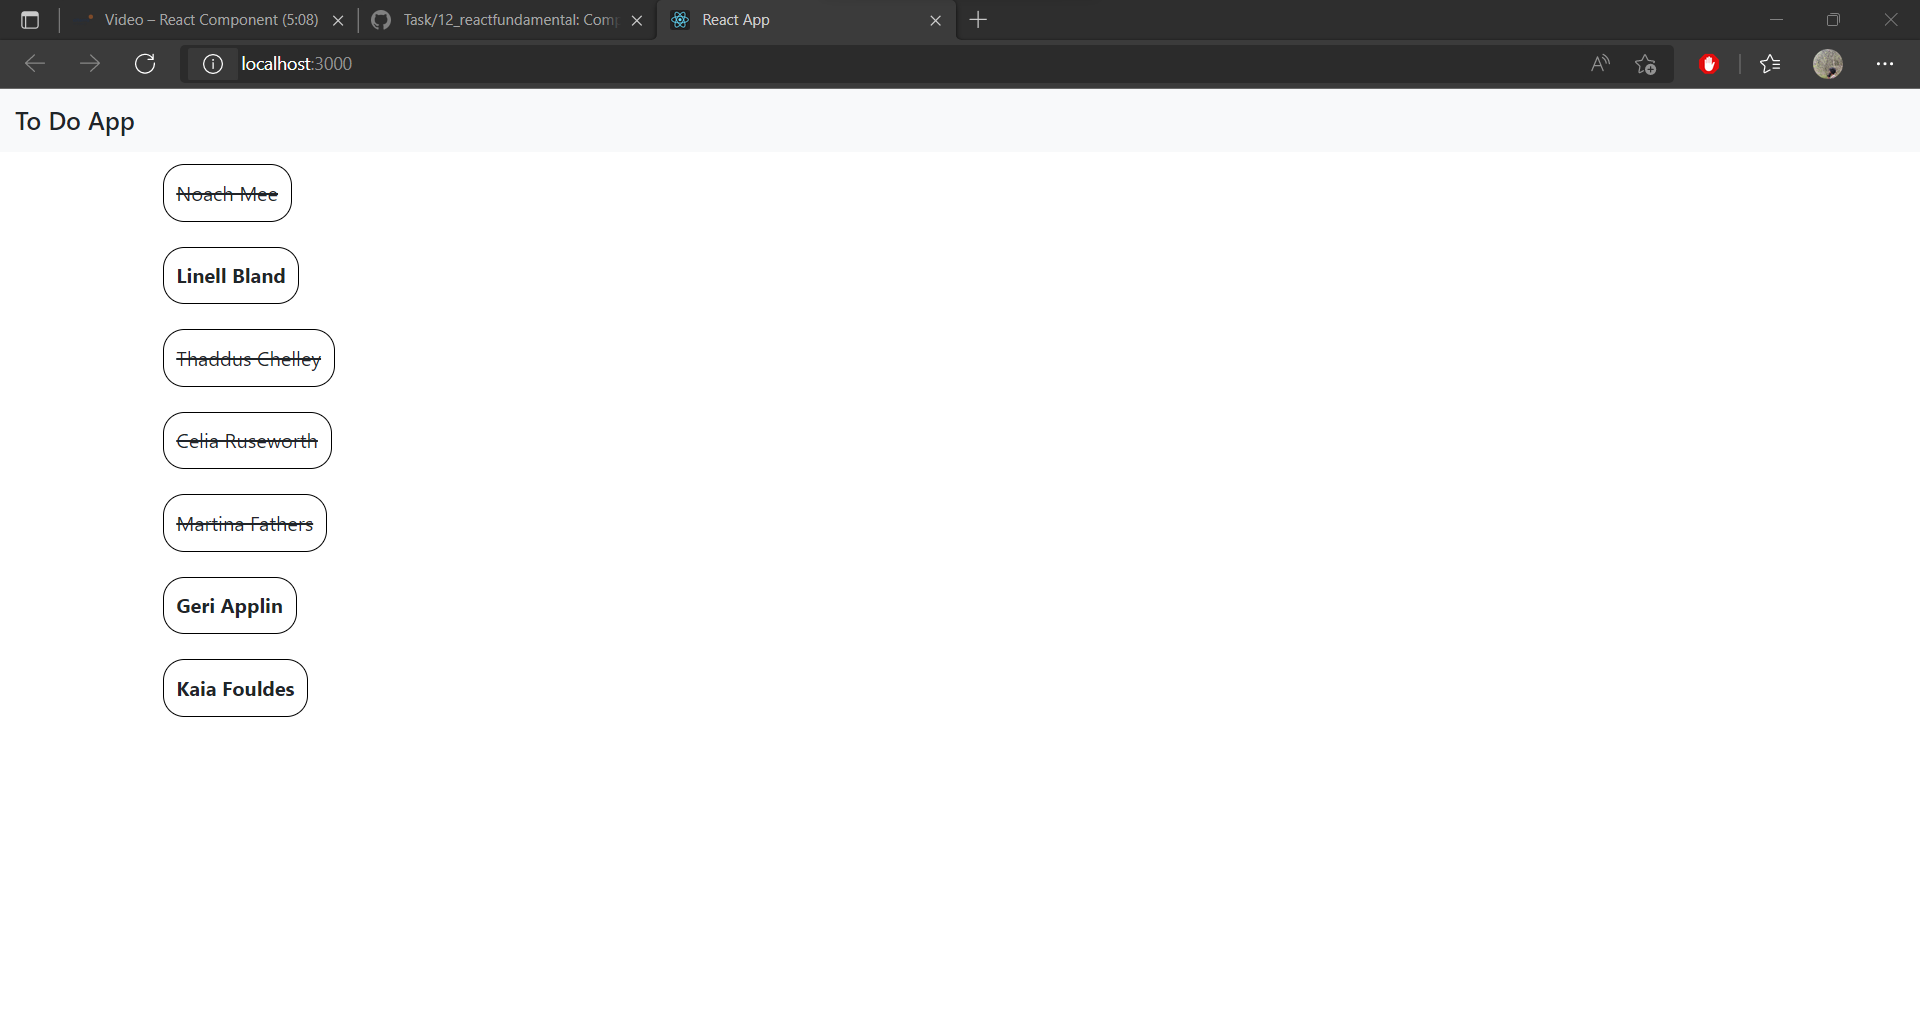 Video – React Component (5:08)
Task/12_reactfundamental: Com
React App
localhost:3000
To Do App
Noach Mee
Linell Bland
Thaddus Chelley
Celia Ruseworth
Martina Fathers
Geri Applin
Kaia Fouldes